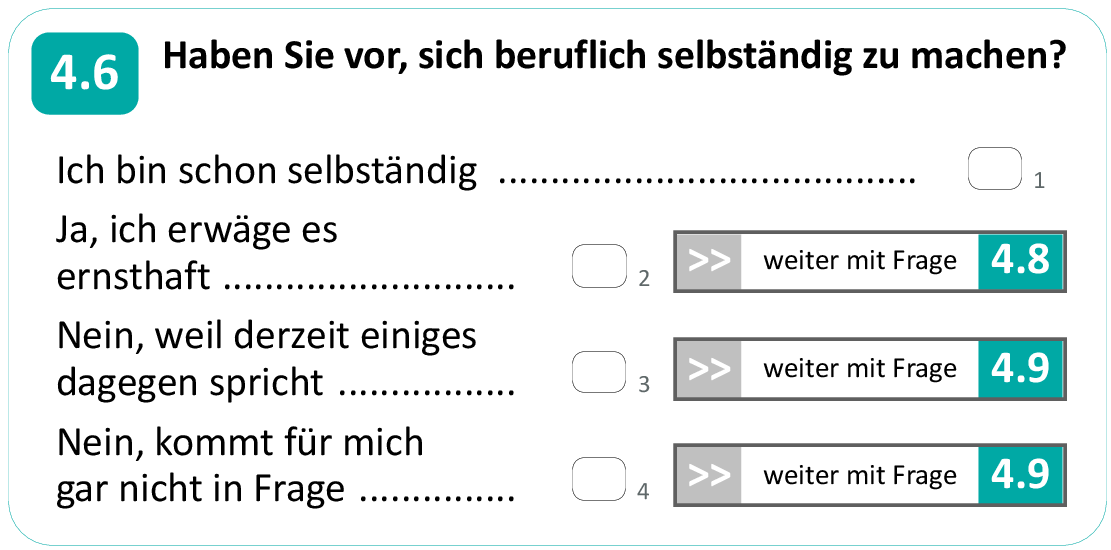 4.6 Haben Sie vor, sich beruflich selbständig zu machen?
Ich bin schon selbständig ........................................ 1
Ja, ich erwäge es
ernsthaft ............................ 2 >> weiter mit Frage 4.8
Nein, weil derzeit einiges
dagegen spricht ................. 3 >> weiter mit Frage 4.9
Nein, kommt für mich
gar nicht in Frage ............... 4 >> weiter mit Frage 4.9